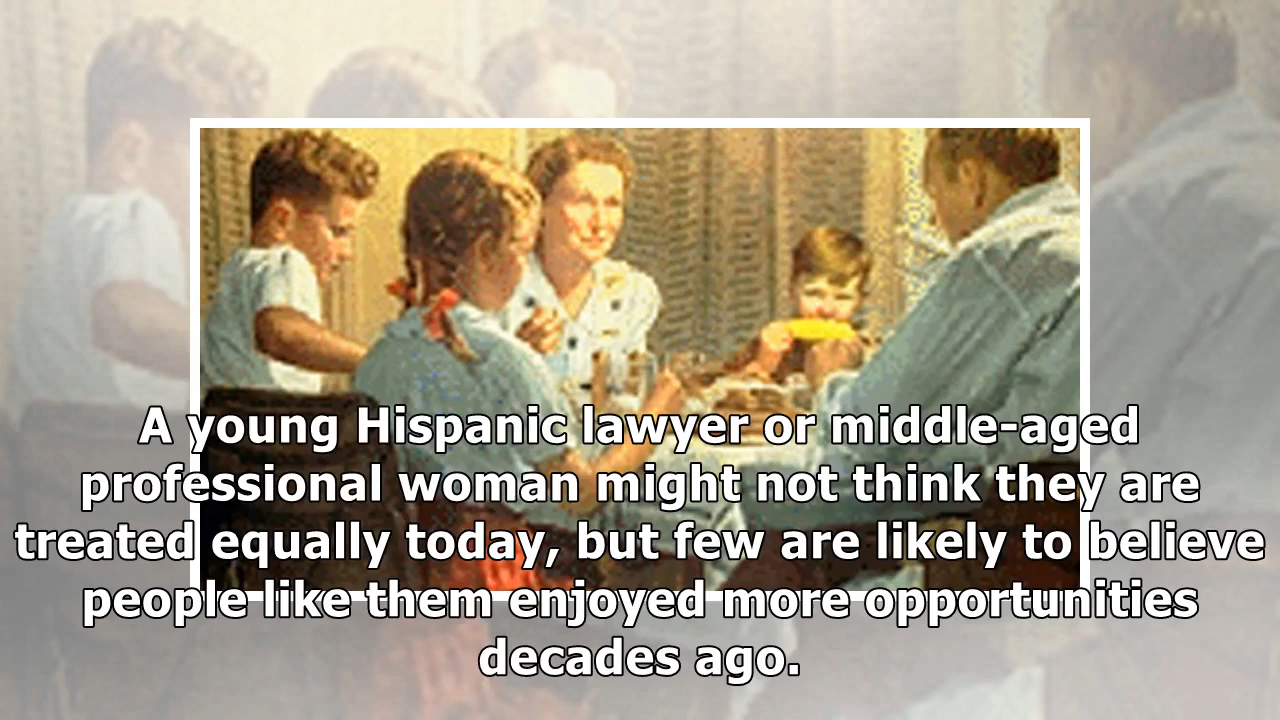 A young Hispanic lawyer or middle-aged
professional woman might not think they are
treated equally today, but few are likely to believe
people like them enjoyed more opportunities
decades ago.